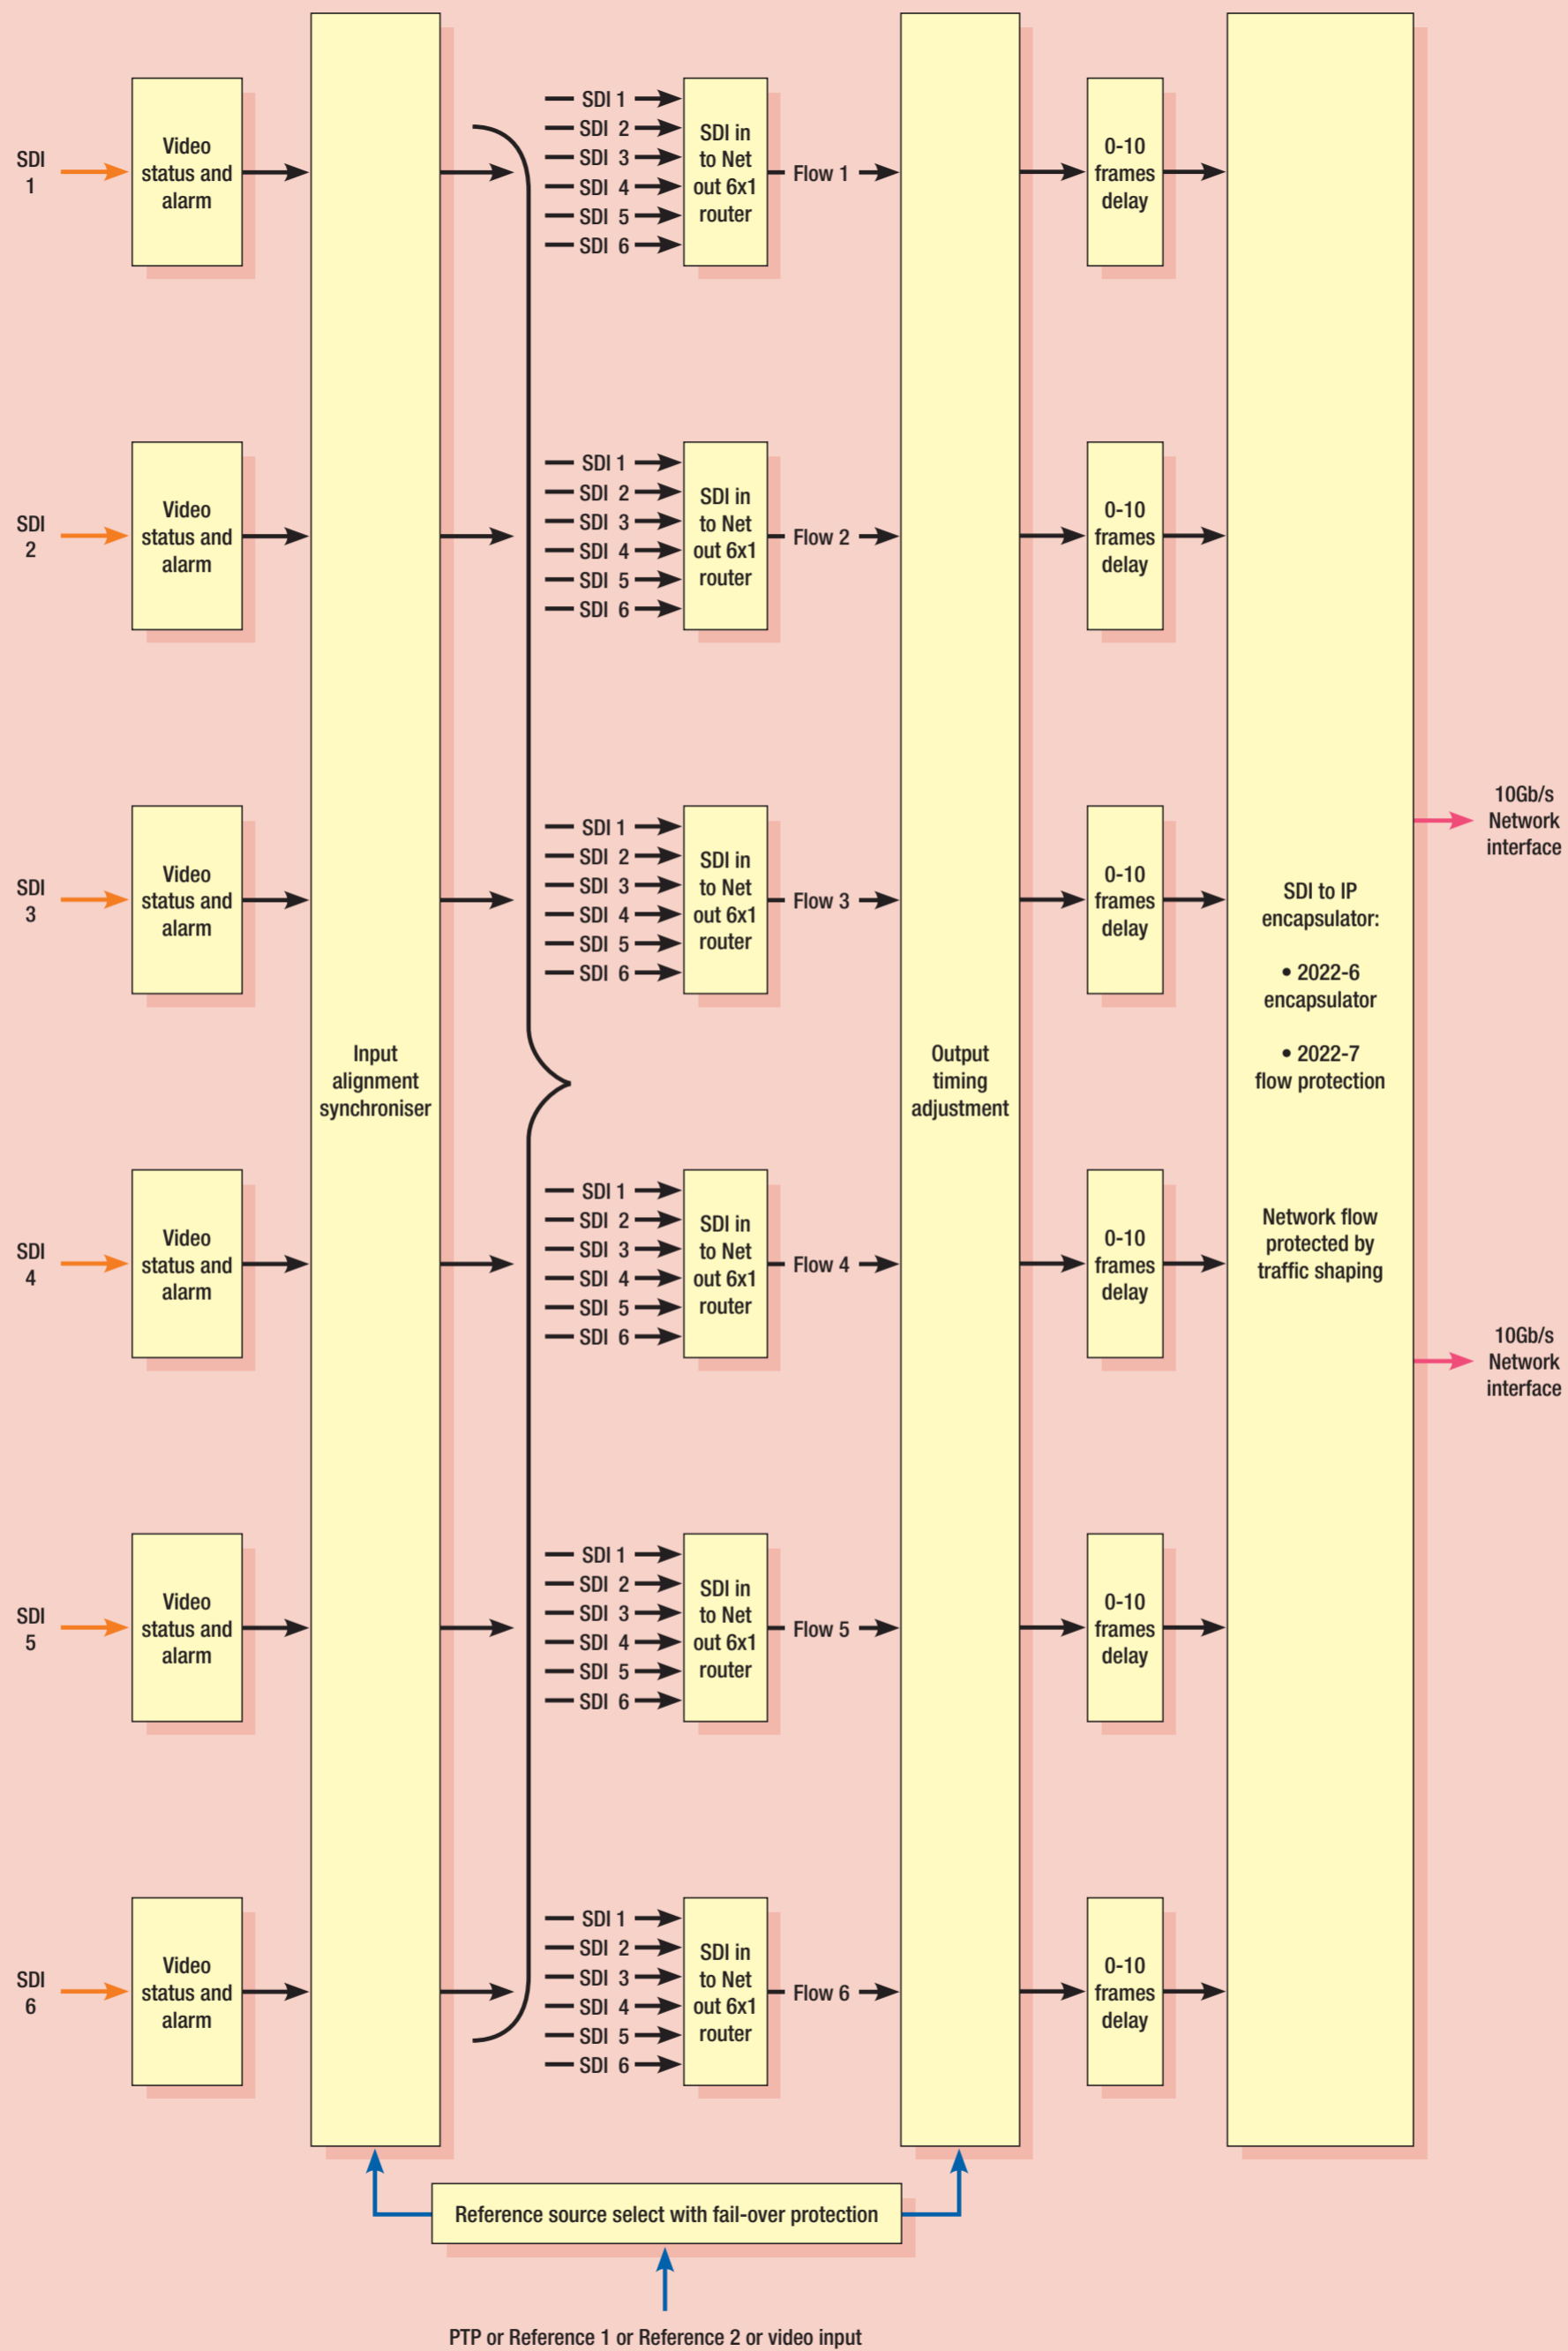 SDI
1
Video
status and
alarm
SDI 1
SDI 2
SDI 3
SDI 4
SDI 5
SDI 6
SDI in
to Net
out 6x1
router
Flow 1
0-10
frames
delay
SDI
2
Video
status and
alarm
SDI 1
SDI 2
SDI 3
SDI 4
SDI 5
SDI 6
SDI in
to Net
out 6x1
router
Flow 2
0-10
frames
delay
SDI
3
Video
status and
alarm
SDI 1
SDI 2
SDI 3
SDI 4
SDI 5
SDI 6
SDI in
to Net
out 6x1
router
Flow 3
0-10
frames
delay
10Gb/s
Network
interface
Input
alignment
synchroniser
Output
timing
adjustment
SDI to IP
encapsulator:
• 2022-6
encapsulator
• 2022-7
flow protection
Network flow
protected by
traffic shaping
SDI
4
Video
status and
alarm
SDI 1
SDI 2
SDI 3
SDI 4
SDI 5
SDI 6
SDI in
to Net
out 6x1
router
Flow 4
0-10
frames
delay
10Gb/s
Network
interface
SDI
5
Video
status and
alarm
SDI 1
SDI 2
SDI 3
SDI 4
SDI 5
SDI 6
SDI in
to Net
out 6x1
router
Flow 5
0-10
frames
delay
SDI
6
Video
status and
alarm
SDI 1
SDI 2
SDI 3
SDI 4
SDI 5
SDI 6
SDI in
to Net
out 6x1
router
Flow 6
0-10
frames
delay
Reference source select with fail-over protection
PTP or Reference 1 or Reference 2 or video input